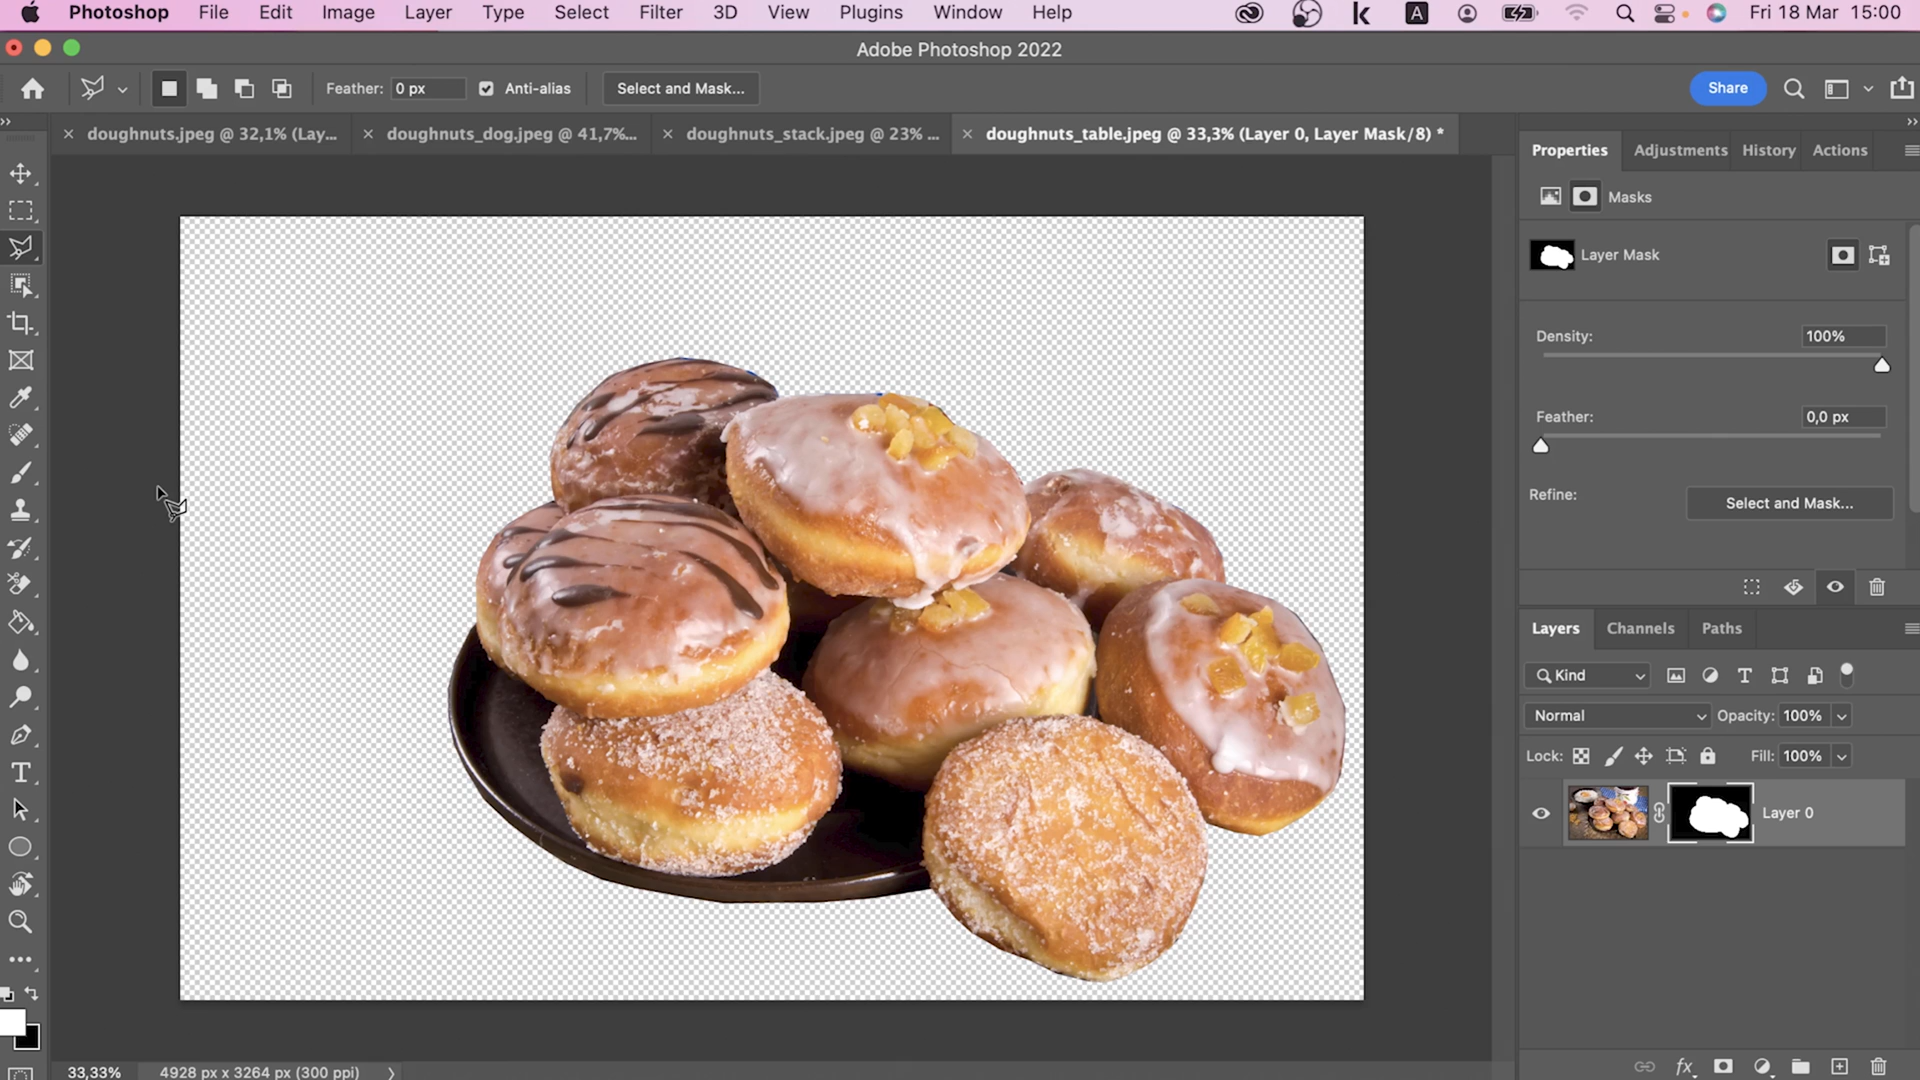 Photoshop File Edit Image Layer Type Select Filter 3D View Plugins Window Help A Fri 18 Mar 15:00
Adobe Photoshop 2022
Feather: 0 px Anti-alias Select and Mask... Share
doughnuts.jpeg @ 32,1% (Lay... doughnuts_dog.jpeg @ 41,7%... doughnuts_stack.jpeg @ 23% ... doughnuts_table.jpeg @ 33,3% (Layer 0, Layer Mask/8) *
Properties Adjustments History Actions
Masks
Layer Mask
Density: 100%
Feather: 0,0 px
Refine: Select and Mask...
Layers Channels Paths
Kind
Normal Opacity: 100%
Lock: Fill: 100%
Layer 0
33,33% 4928 px x 3264 px (300 ppi)